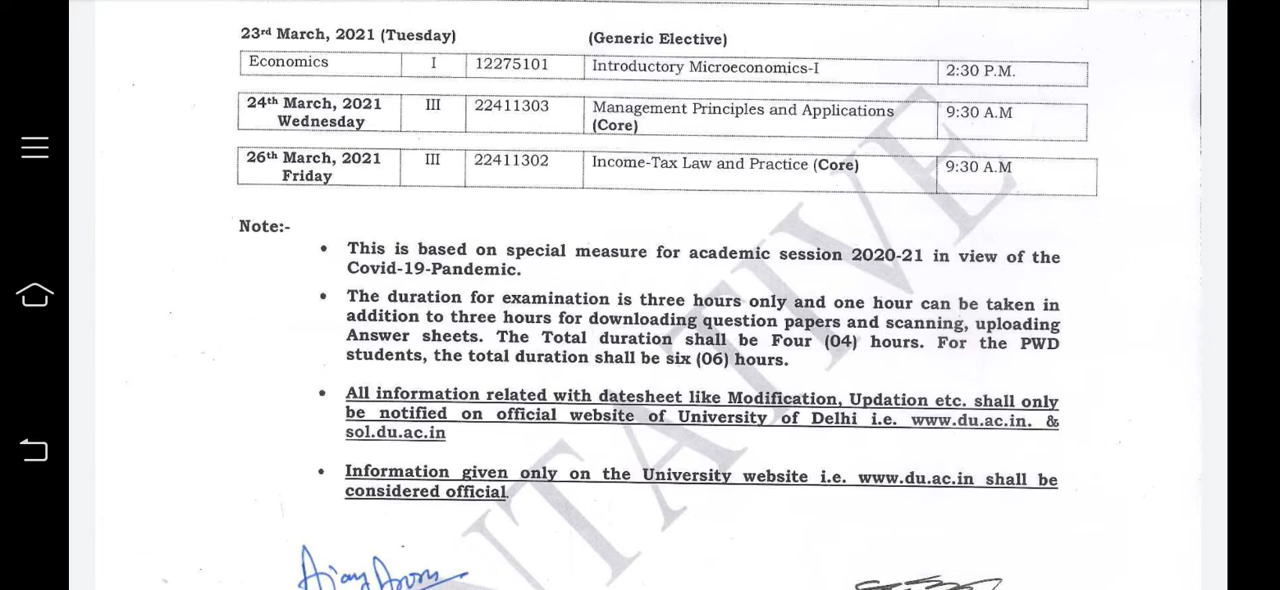 23rd March, 2021 (Tuesday) (Generic Elective)
Economics I 12275101 Introductory Microeconomics-I 2:30 P.M.
24th March, 2021 III 22411303 Management Principles and Applications 9:30 A.M
Wednesday (Core)
26th March, 2021 III 22411302 Income-Tax Law and Practice (Core) 9:30 A.M
Friday
Note:-
• This is based on special measure for academic session 2020-21 in view of the
Covid-19-Pandemic.
• The duration for examination is three hours only and one hour can be taken in
addition to three hours for downloading question papers and scanning, uploading
Answer sheets. The Total duration shall be Four (04) hours. For the PWD
students, the total duration shall be six (06) hours.
• All information related with datesheet like Modification, Updation etc. shall only
be notified on official website of University of Delhi i.e. www.du.ac.in. &
sol.du.ac.in
• Information given only on the University website i.e. www.du.ac.in shall be
considered official.
NTATIVE